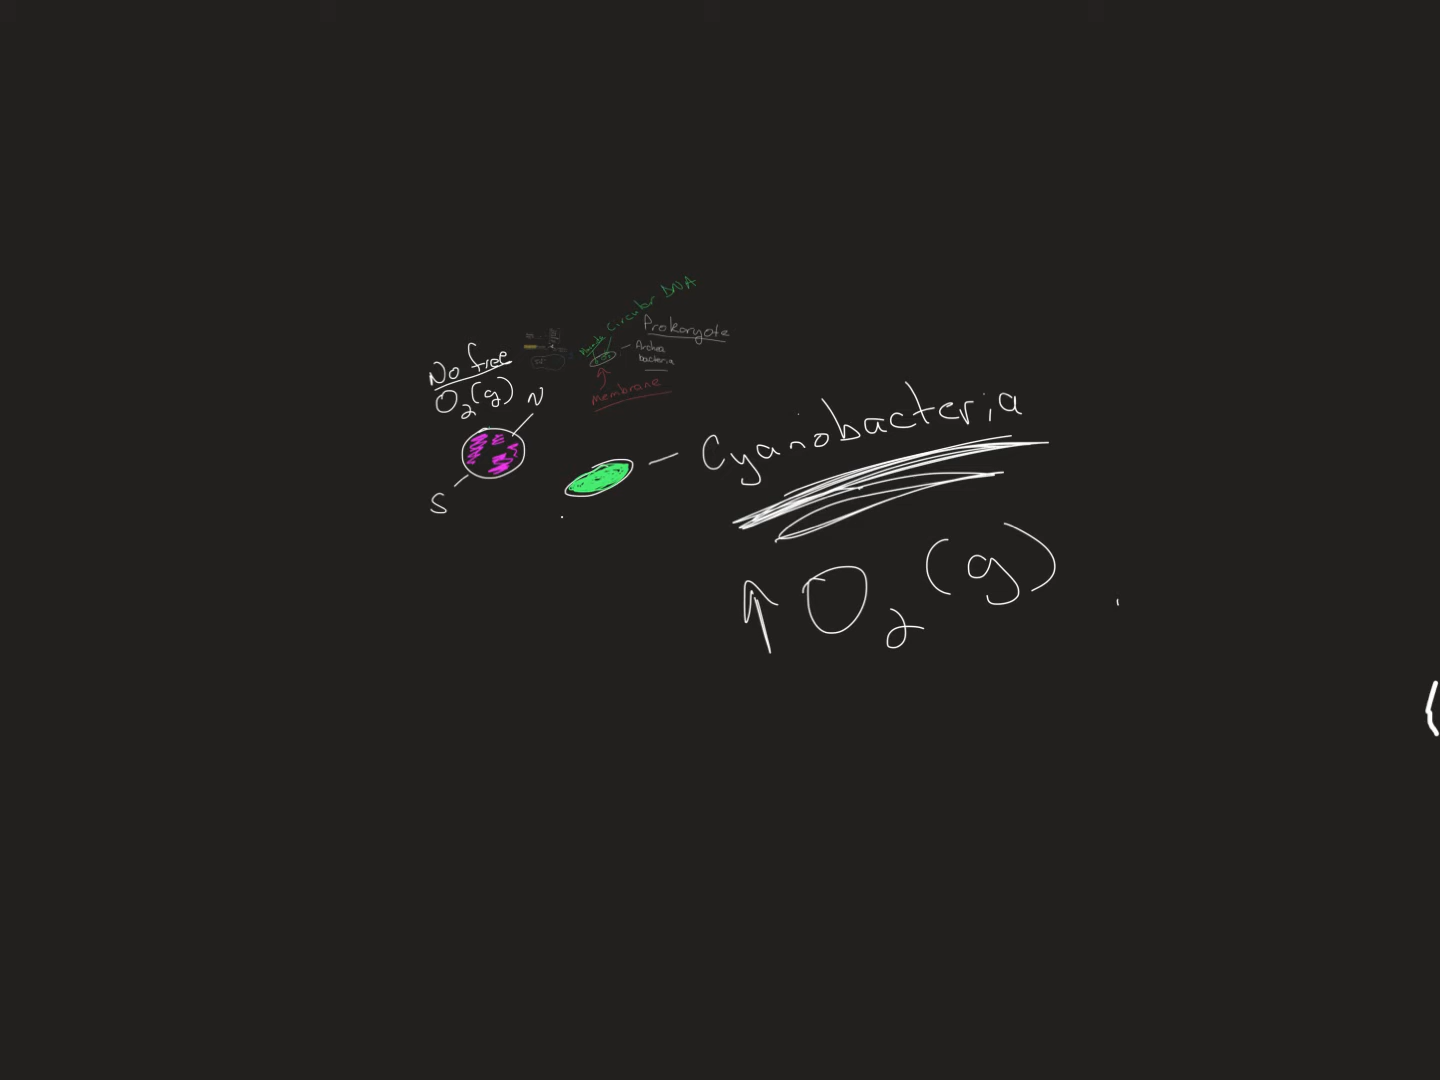 Circular DNA
Prokaryote
Archea
bacteria
Membrane
No free
O₂(g)
N
S
Cyanobacteria
↑ O₂ (g)